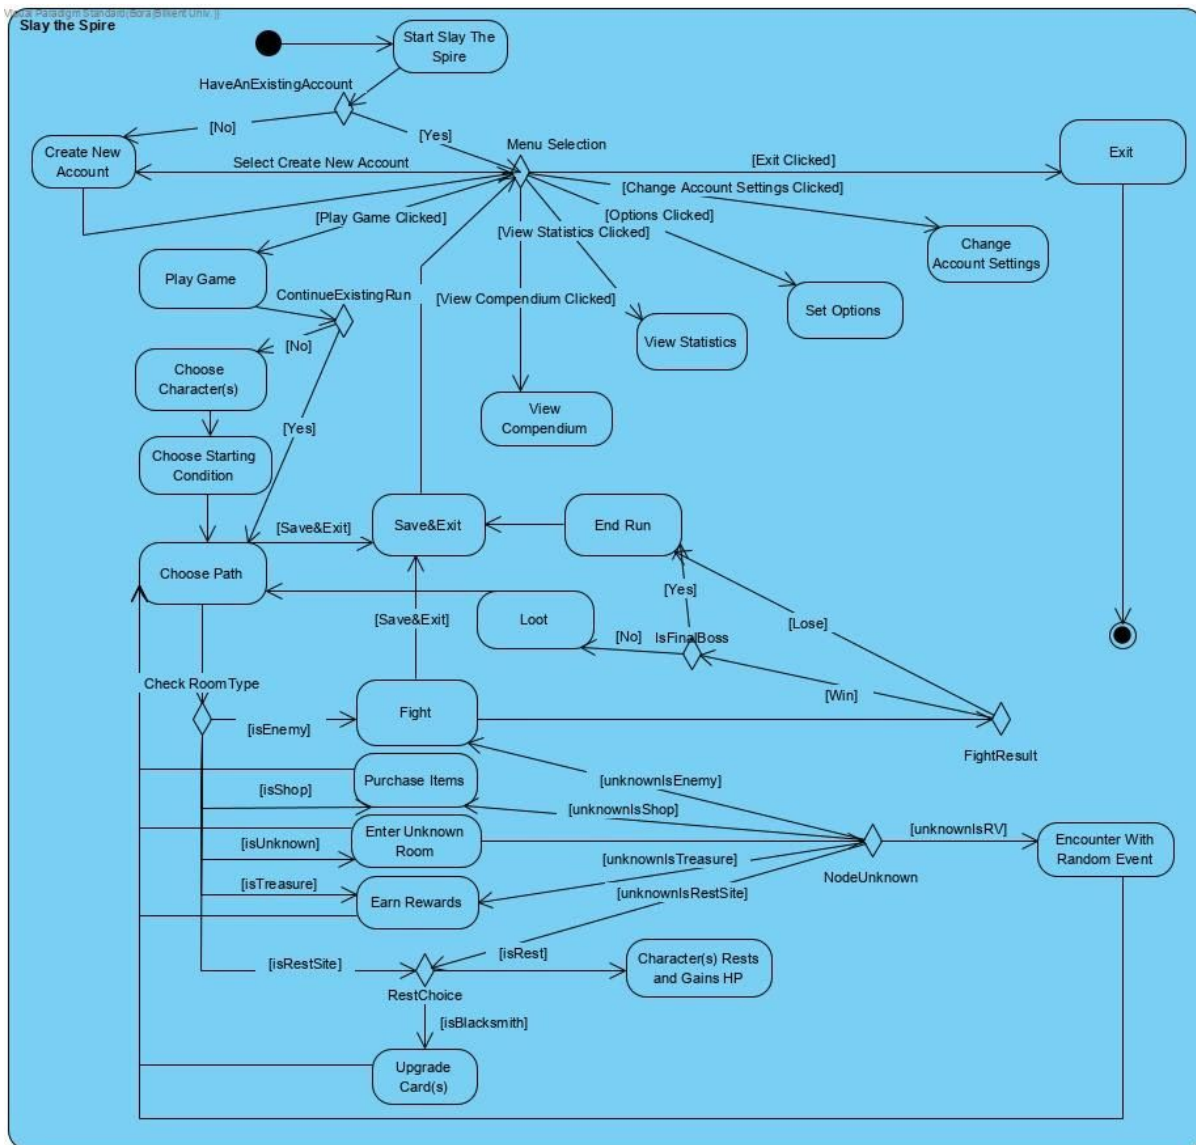 Visual Paradigm Standard(Bora(Bilkent Univ.))
Slay the Spire
Start Slay The
Spire
HaveAnExistingAccount
[No]
[Yes]
Create New
Account
Select Create New Account
Menu Selection
[Exit Clicked]
Exit
[Change Account Settings Clicked]
[Play Game Clicked]
[Options Clicked]
[View Statistics Clicked]
Change
Account Settings
Play Game
ContinueExistingRun
[View Compendium Clicked]
Set Options
[No]
View Statistics
Choose
Character(s)
[Yes]
View
Compendium
Choose Starting
Condition
[Save&Exit]
Save&Exit
End Run
Choose Path
[Yes]
[Save&Exit]
Loot
[No]
IsFinalBoss
[Lose]
Check RoomType
[Win]
[isEnemy]
Fight
FightResult
Purchase Items
[unknownIsEnemy]
[isShop]
[unknownIsShop]
Enter Unknown
Room
[isUnknown]
[unknownIsRV]
Encounter With
Random Event
[unknownIsTreasure]
NodeUnknown
[isTreasure]
[unknownIsRestSite]
Earn Rewards
[isRest]
[isRestSite]
Character(s) Rests
and Gains HP
RestChoice
[isBlacksmith]
Upgrade
Card(s)